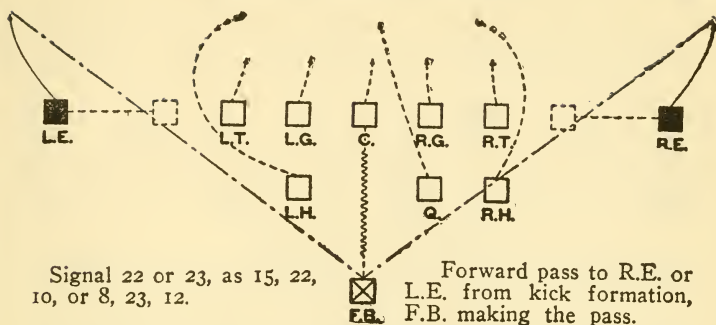 L.E. L.T. L.G. C. R.G. R.T. R.E.
L.H. Q. R.H.
Signal 22 or 23, as 15, 22,
10, or 8, 23, 12.
F.B.
Forward pass to R.E. or
L.E. from kick formation,
F.B. making the pass.